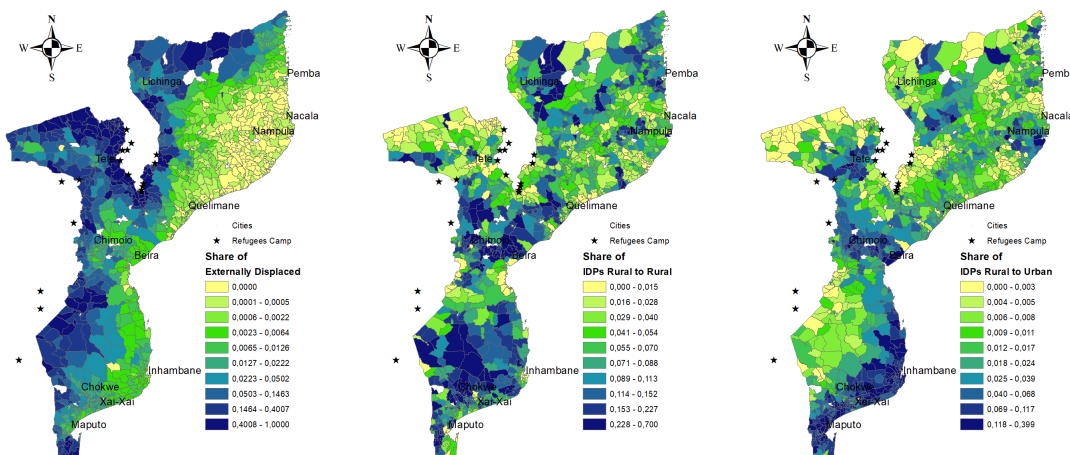 N
W E
S
Pemba
Lichinga
Nacala
Nampula
Tete
Quelimane
Cities
Chimoio
Refugees Camp
Beira
Share of
Externally Displaced
0,0000
0,0001 - 0,0005
0,0006 - 0,0022
0,0023 - 0,0064
0,0065 - 0,0126
0,0127 - 0,0222
0,0223 - 0,0502
0,0503 - 0,1463
0,1464 - 0,4007
0,4008 - 1,0000
Inhambane
Chokwe
Xai-Xai
Maputo
N
W E
S
Pemba
Lichinga
Nacala
Nampula
Tete
Quelimane
Cities
Chimoio
Refugees Camp
Beira
Share of
IDPs Rural to Rural
0,000 - 0,015
0,016 - 0,028
0,029 - 0,040
0,041 - 0,054
0,055 - 0,070
0,071 - 0,088
0,089 - 0,113
0,114 - 0,152
0,153 - 0,227
0,228 - 0,700
Inhambane
Chokwe
Xai-Xai
Maputo
N
W E
S
Pemba
Lichinga
Nacala
Nampula
Tete
Quelimane
Cities
Chimoio
Refugees Camp
Beira
Share of
IDPs Rural to Urban
0,000 - 0,003
0,004 - 0,005
0,006 - 0,008
0,009 - 0,011
0,012 - 0,017
0,018 - 0,024
0,025 - 0,039
0,040 - 0,068
0,069 - 0,117
0,118 - 0,399
Inhambane
Chokwe
Xai-Xai
Maputo